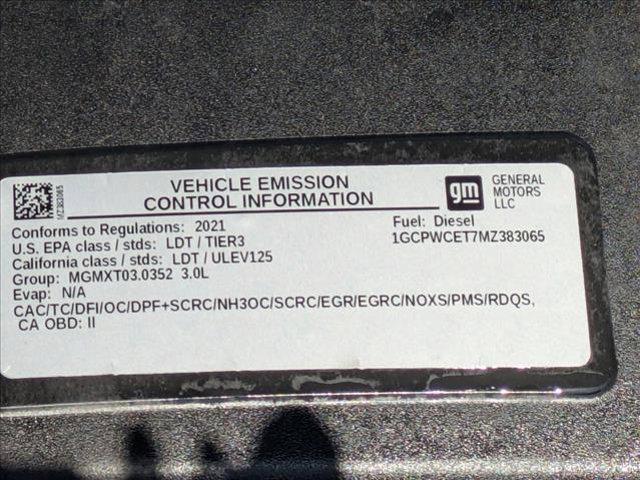 VEHICLE EMISSION
CONTROL INFORMATION
gm
GENERAL
MOTORS
LLC
MZ383065
Conforms to Regulations: 2021
Fuel: Diesel
U.S. EPA class / stds: LDT / TIER3
1GCPWCET7MZ383065
California class / stds: LDT / ULEV125
Group: MGMXT03.0352 3.0L
Evap: N/A
CAC/TC/DFI/OC/DPF+SCRC/NH3OC/SCRC/EGR/EGRC/NOXS/PMS/RDQS,
CA OBD: II